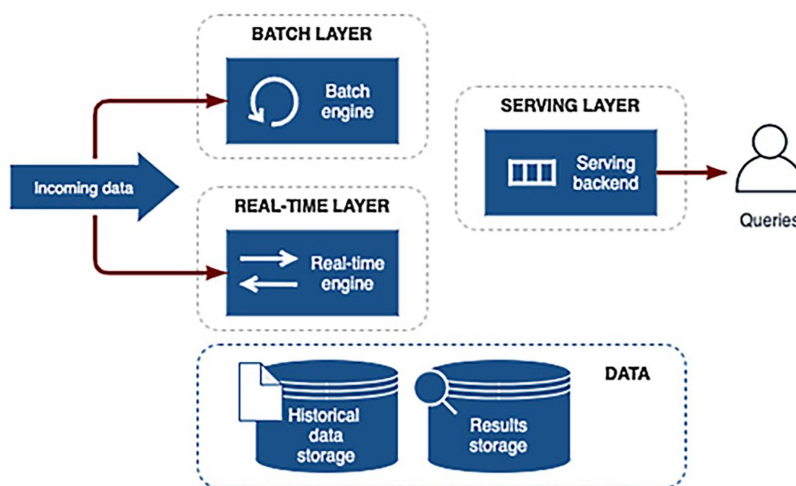 BATCH LAYER
Batch
engine
SERVING LAYER
Serving
backend
Incoming data
Queries
REAL-TIME LAYER
Real-time
engine
DATA
Historical
data
storage
Results
storage